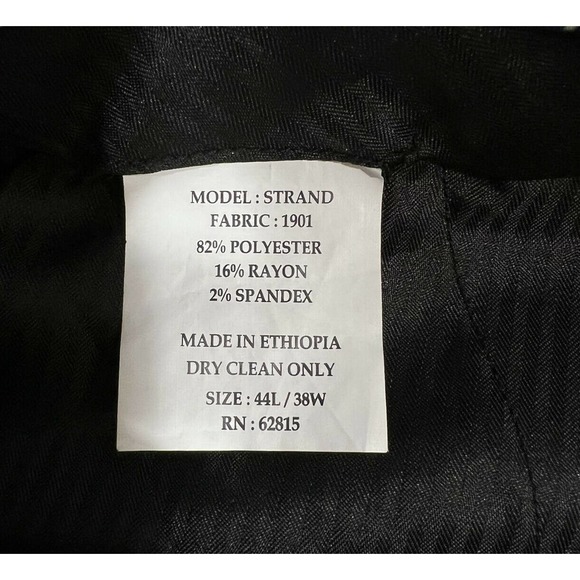 MODEL : STRAND
FABRIC : 1901
82% POLYESTER
16% RAYON
2% SPANDEX
MADE IN ETHIOPIA
DRY CLEAN ONLY
SIZE : 44L / 38W
RN : 62815